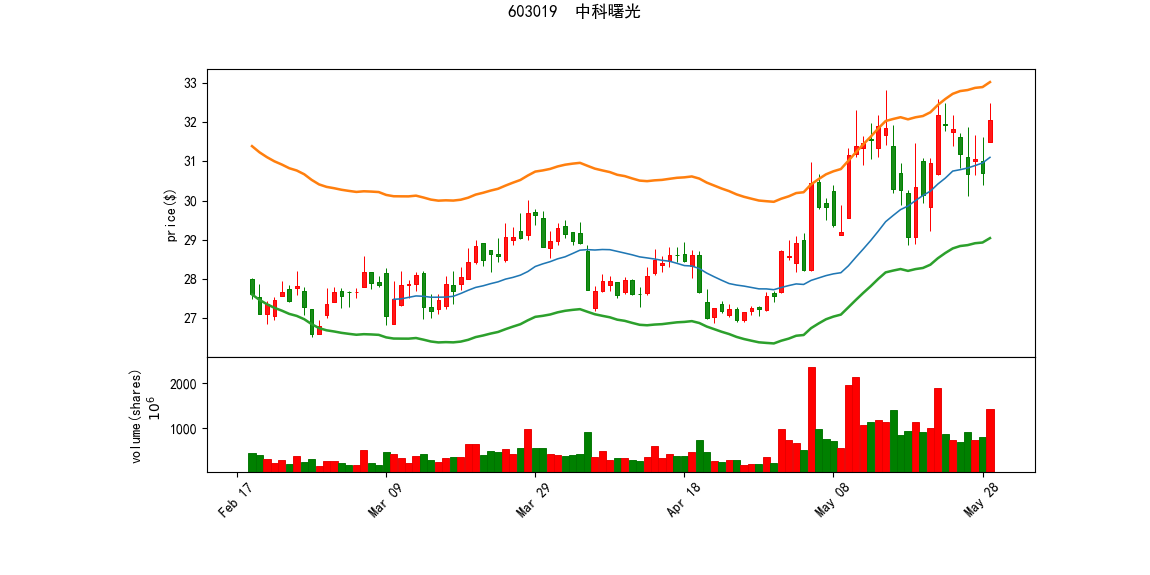 603019 中科曙光
33
32
31
30
29
28
27
price($)
2000
1000
volume(shares)
10^6
Feb 17
Mar 09
Mar 29
Apr 18
May 08
May 28